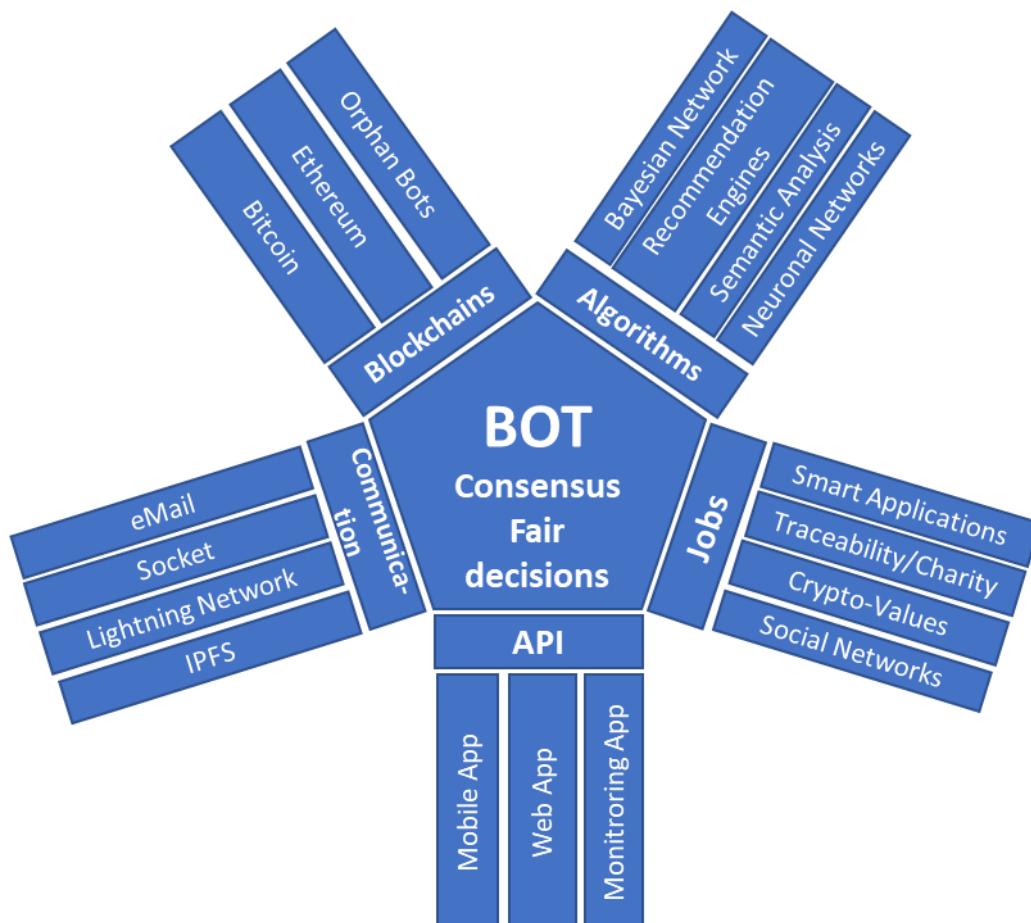 Bitcoin
Ethereum
Orphan Bots
Blockchains
Bayesian Network
Recommendation
Engines
Semantic Analysis
Neuronal Networks
Algorithms
BOT
Consensus
Fair
decisions
Communica-
tion
eMail
Socket
Lightning Network
IPFS
Jobs
Smart Applications
Traceability/Charity
Crypto-Values
Social Networks
API
Mobile App
Web App
Monitroring App